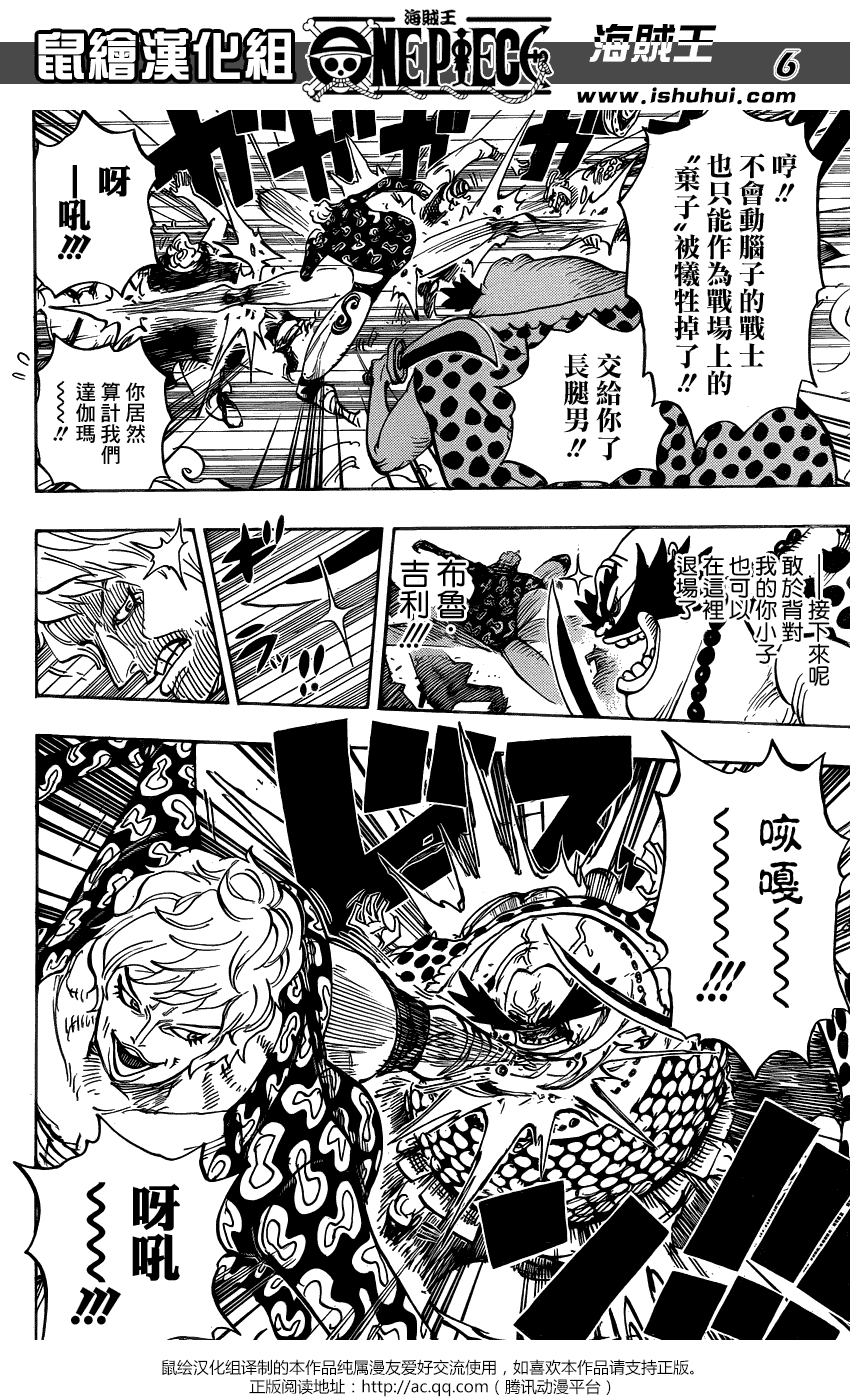 鼠繪漢化組
海賊王
ONE PIECE
海賊王
6
www.ishuhui.com
哼!!
不會動腦子的戰士
也只能作為戰場上的
"棄子"被犧牲掉了!!
交給你了
長腿男!!
ガガガガ
呀
—吼!!!
你居然
算計我們
達伽瑪
~~~!!
——接下來呢
敢於背對
我的你小子
也可以
在這裡
退場了
布魯·
吉利!!!
咳嘎~~~
~~~!!!
呀吼
~~~!!!
鼠绘汉化组译制的本作品纯属漫友爱好交流使用，如喜欢本作品请支持正版。
正版阅读地址：http://ac.qq.com（腾讯动漫平台）